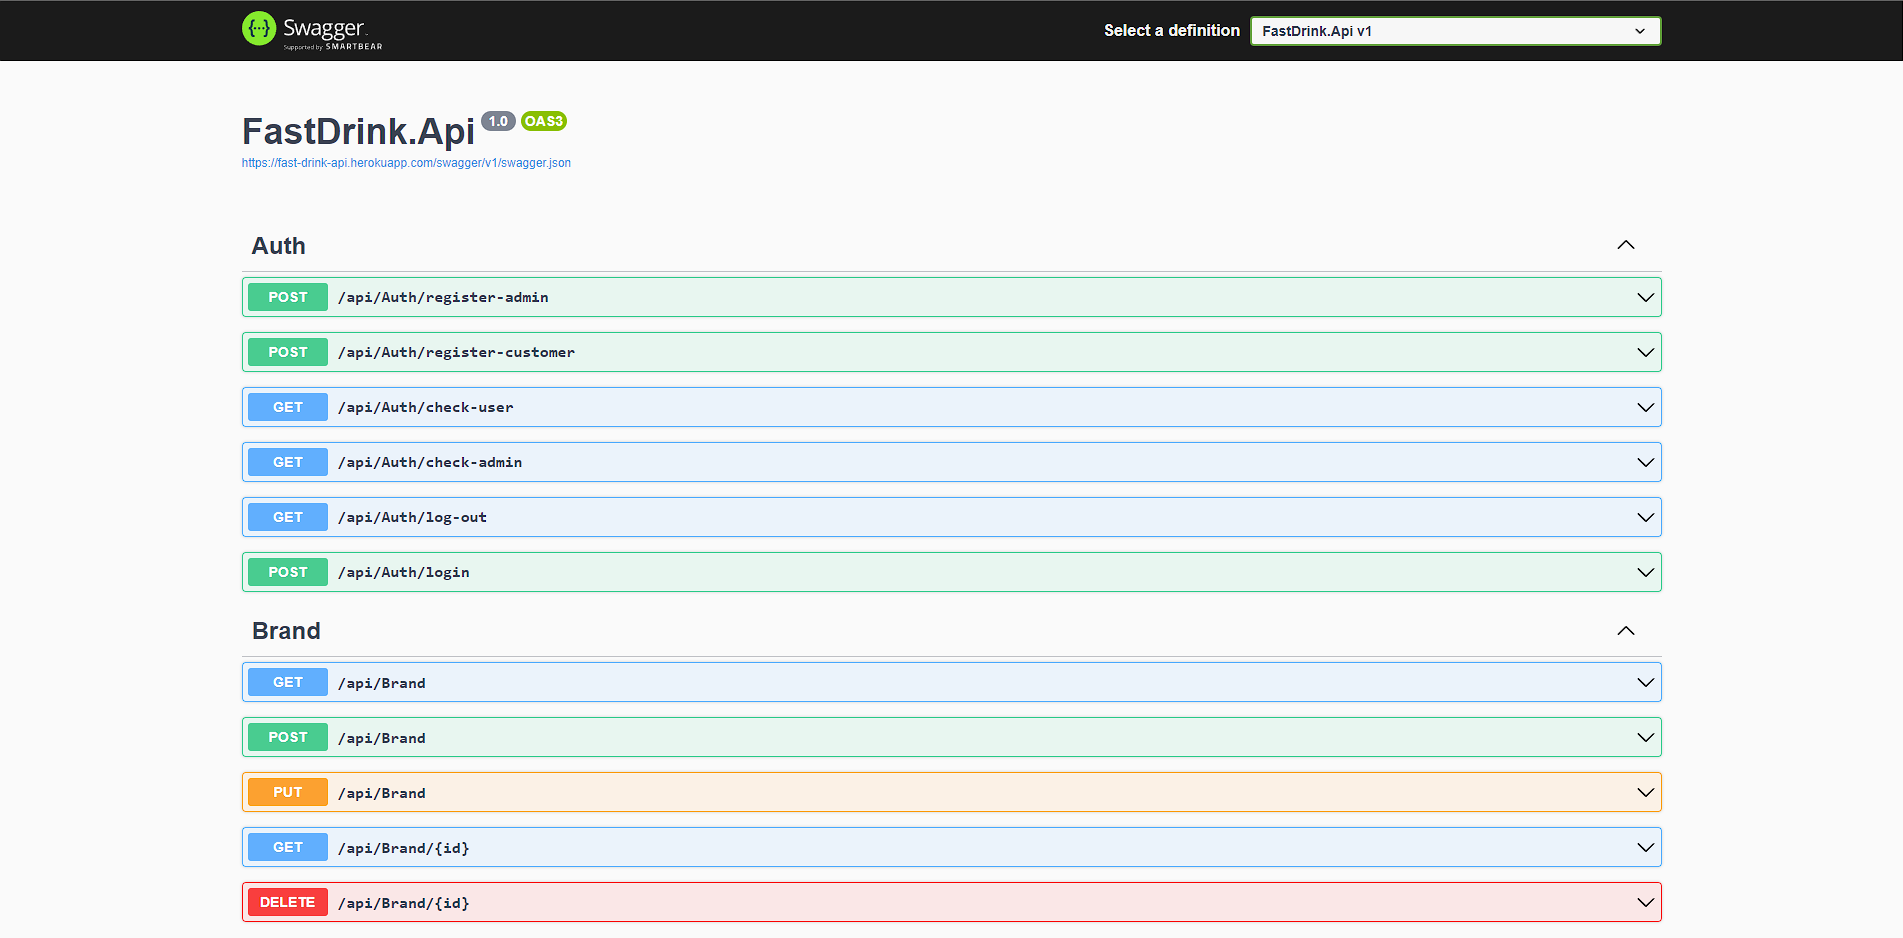 Swagger
Supported by SMARTBEAR
Select a definition
FastDrink.Api v1
FastDrink.Api 1.0 OAS3
https://fast-drink-api.herokuapp.com/swagger/v1/swagger.json
Auth
POST /api/Auth/register-admin
POST /api/Auth/register-customer
GET /api/Auth/check-user
GET /api/Auth/check-admin
GET /api/Auth/log-out
POST /api/Auth/login
Brand
GET /api/Brand
POST /api/Brand
PUT /api/Brand
GET /api/Brand/{id}
DELETE /api/Brand/{id}